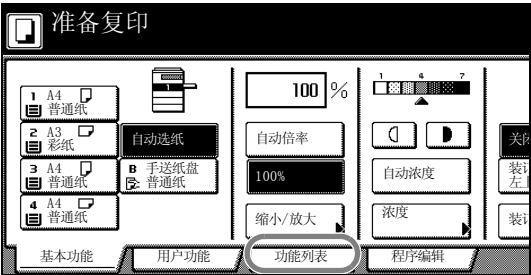 准备复印
1 A4
普通纸
2 A3
彩纸
3 A4
普通纸
4 A4
普通纸
1
自动选纸
B 手送纸盘
普通纸
100 %
自动倍率
100%
缩小/放大
1 4 7
自动浓度
浓度
装订
基本功能 用户功能 功能列表 程序编辑